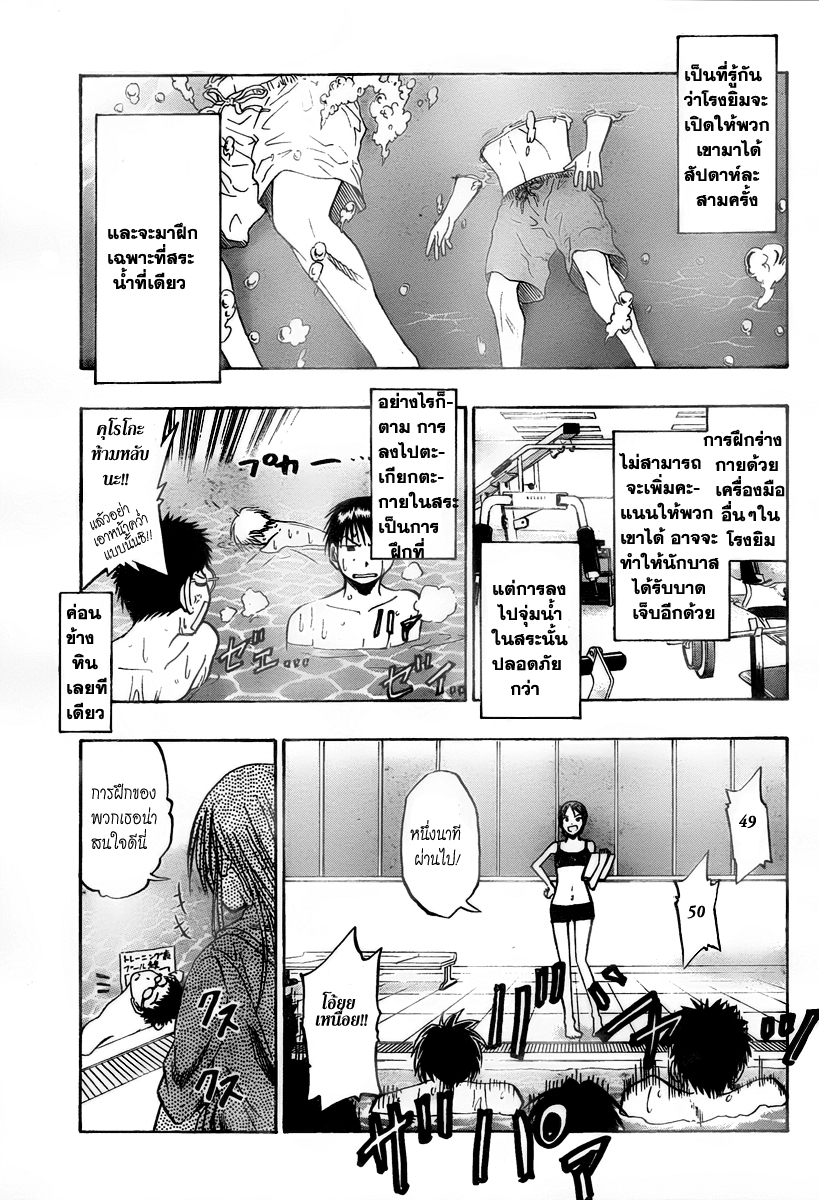 เป็นที่รู้กัน
ว่าโรงยิมจะ
เปิดให้พวก
เขามาได้
สัปดาห์ละ
สามครั้ง
และจะมาฝึก
เฉพาะที่สระ
น้ำที่เดียว
การฝึกร่าง
กายด้วย
เครื่องมือ
อื่นๆใน
โรงยิม
ไม่สามารถ
จะเพิ่มคะ-
แนนให้พวก
เขาได้ อาจจะ
ทำให้นักบาส
ได้รับบาด
เจ็บอีกด้วย
แต่การลง
ไปจุ่มน้ำ
ในสระนั้น
ปลอดภัย
กว่า
อย่างไรก็-
ตาม การ
ลงไปตะ-
เกียกตะ-
กายในสระ
เป็นการ
ฝึกที่
คุโรโกะ
ห้ามหลับ
นะ!!
แล้วอย่า
เอาหน้าคว่ำ
แบบนั้นซิ!!
プカー…
ゼェ…
ゼィ
ค่อน
ข้าง
หิน
เลยที
เดียว
49
50
หนึ่งนาที
ผ่านไป!
โอ้ยย
เหนื่อย!!
การฝึกของ
พวกเธอน่า
สนใจดีนี่
クス
クス